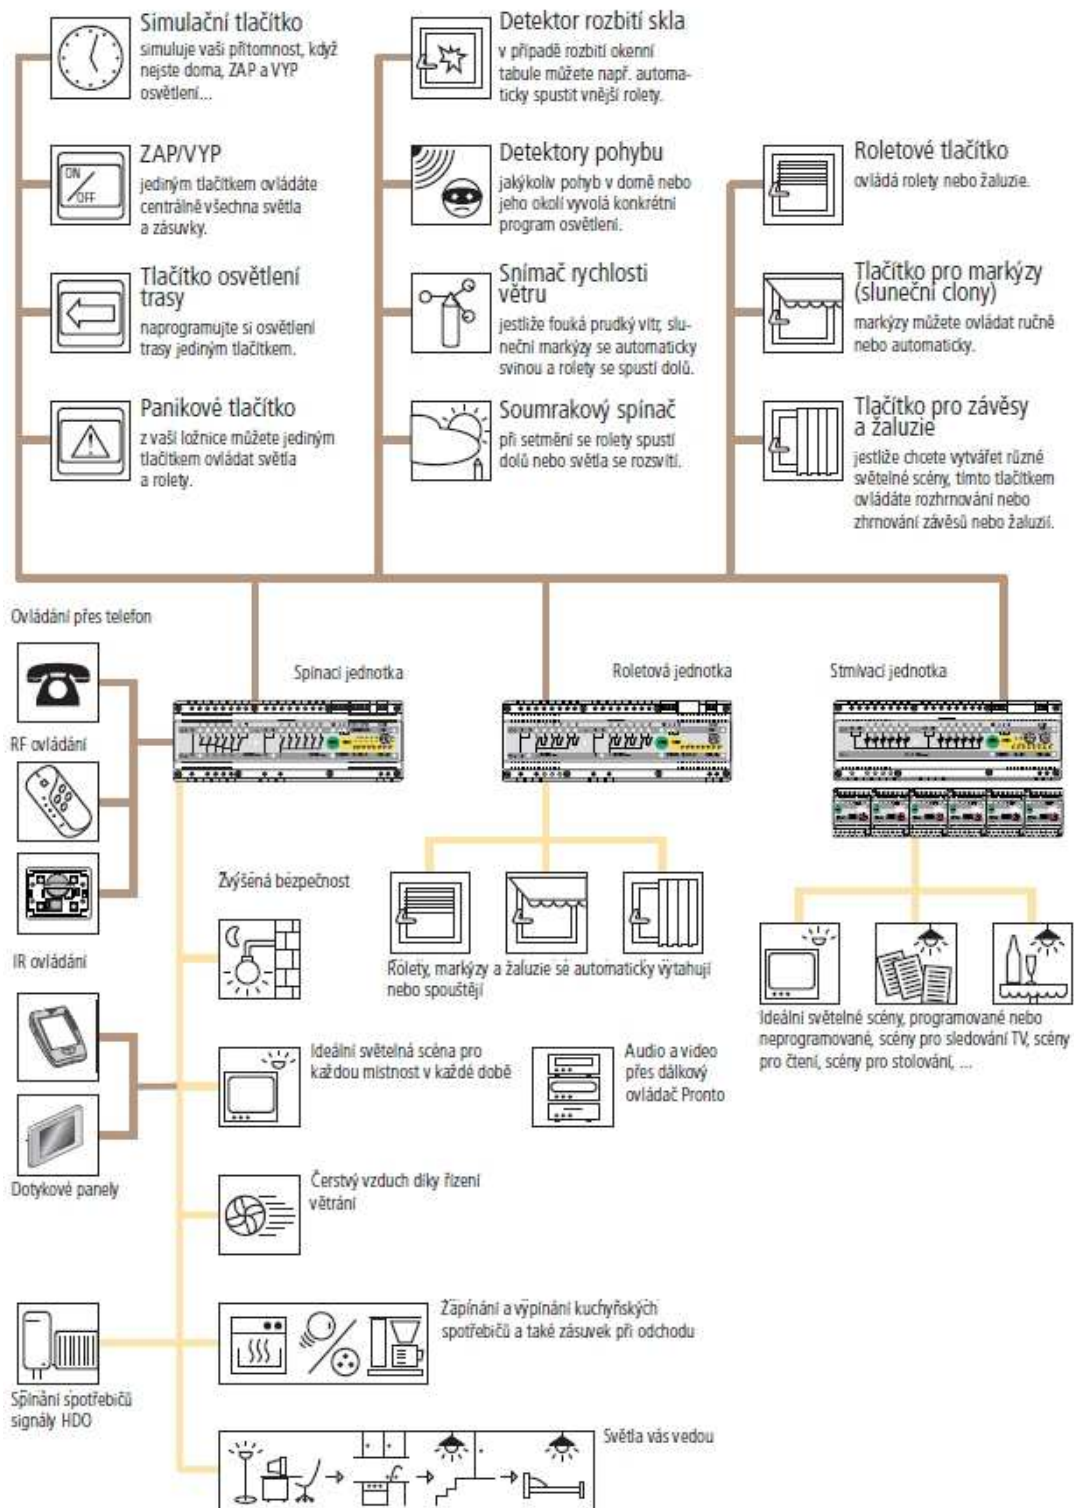 Simulační tlačítko
simuluje vaši přítomnost, když
nejste doma, ZAP a VYP
osvětlení...
ON
OFF
ZAP/VYP
jediným tlačítkem ovládáte
centrálně všechna světla
a zásuvky.
Tlačítko osvětlení
trasy
naprogramujte si osvětlení
trasy jediným tlačítkem.
Panikové tlačítko
z vaší ložnice můžete jediným
tlačítkem ovládat světla
a rolety.
Detektor rozbití skla
v případě rozbití okenní
tabule můžete např. automa-
ticky spustit vnější rolety.
Detektory pohybu
jakýkoliv pohyb v domě nebo
jeho okolí vyvolá konkrétní
program osvětlení.
Snímač rychlosti
větru
jestliže fouká prudký vítr, slu-
neční markýzy se automaticky
svinou a rolety se spustí dolů.
Soumrakový spínač
při setmění se rolety spustí
dolů nebo světla se rozsvítí.
Roletové tlačítko
ovládá rolety nebo žaluzie.
Tlačítko pro markýzy
(sluneční clony)
markýzy můžete ovládat ručně
nebo automaticky.
Tlačítko pro závěsy
a žaluzie
jestliže chcete vytvářet různé
světelné scény, tímto tlačítkem
ovládáte rozhrnování nebo
zhrnování závěsů nebo žaluzií.
Ovládání přes telefon
RF ovládání
IR ovládání
Dotykové panely
Spínání spotřebičů
signály HDO
Spínací jednotka
Roletová jednotka
Stmívací jednotka
Zvýšená bezpečnost
Rolety, markýzy a žaluzie se automaticky vytahují
nebo spouštějí
Ideální světelné scény, programované nebo
neprogramované, scény pro sledování TV, scény
pro čtení, scény pro stolování, ...
Ideální světelná scéna pro
každou místnost v každé době
Audio a video
přes dálkový
ovládač Pronto
Čerstvý vzduch díky řízení
větrání
Zapínání a vypínání kuchyňských
spotřebičů a také zásuvek při odchodu
Světla vás vedou